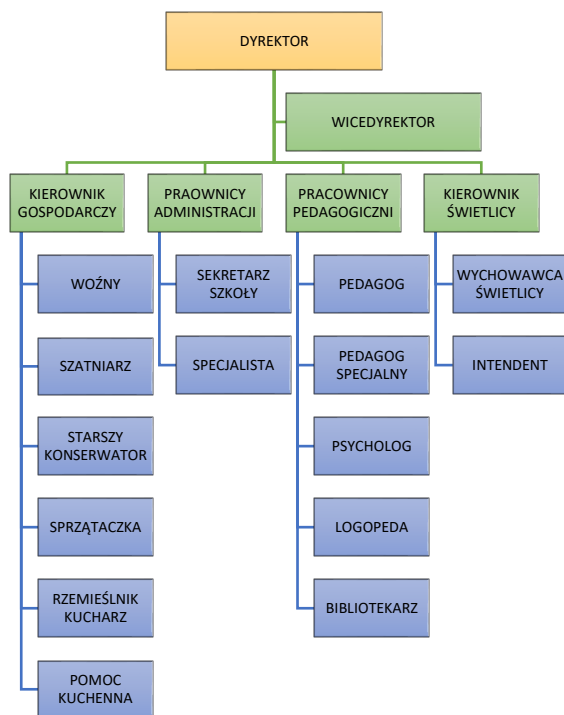 DYREKTOR
WICEDYREKTOR
KIEROWNIK
GOSPODARCZY
PRAOWNICY
ADMINISTRACJI
PRACOWNICY
PEDAGOGICZNI
KIEROWNIK
ŚWIETLICY
WOŹNY
SZATNIARZ
STARSZY
KONSERWATOR
SPRZĄTACZKA
RZEMIEŚLNIK
KUCHARZ
POMOC
KUCHENNA
SEKRETARZ
SZKOŁY
SPECJALISTA
PEDAGOG
PEDAGOG
SPECJALNY
PSYCHOLOG
LOGOPEDA
BIBLIOTEKARZ
WYCHOWAWCA
ŚWIETLICY
INTENDENT